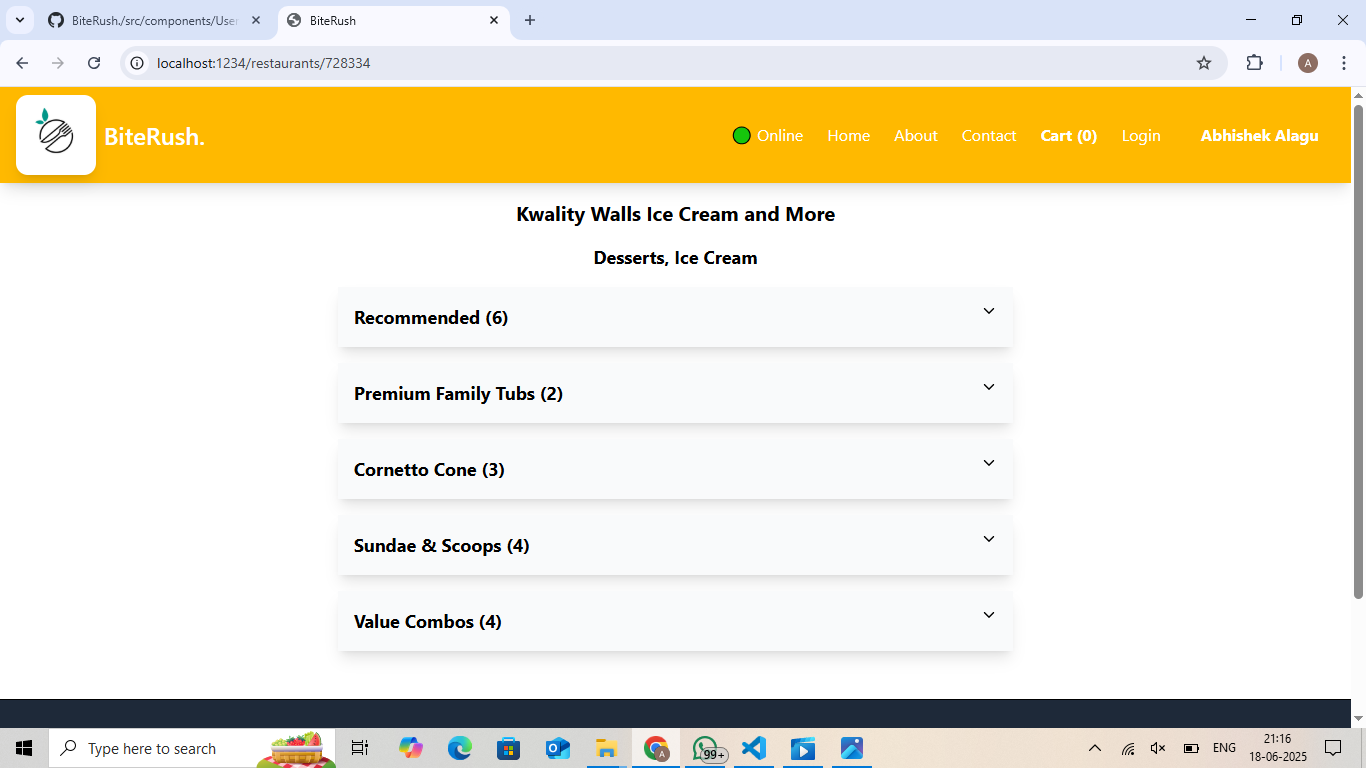 BiteRush./src/components/User
BiteRush
localhost:1234/restaurants/728334
A
BiteRush.
Online Home About Contact Cart (0) Login Abhishek Alagu
Kwality Walls Ice Cream and More
Desserts, Ice Cream
Recommended (6)
Premium Family Tubs (2)
Cornetto Cone (3)
Sundae & Scoops (4)
Value Combos (4)
Type here to search
A
99+
ENG
21:16
18-06-2025